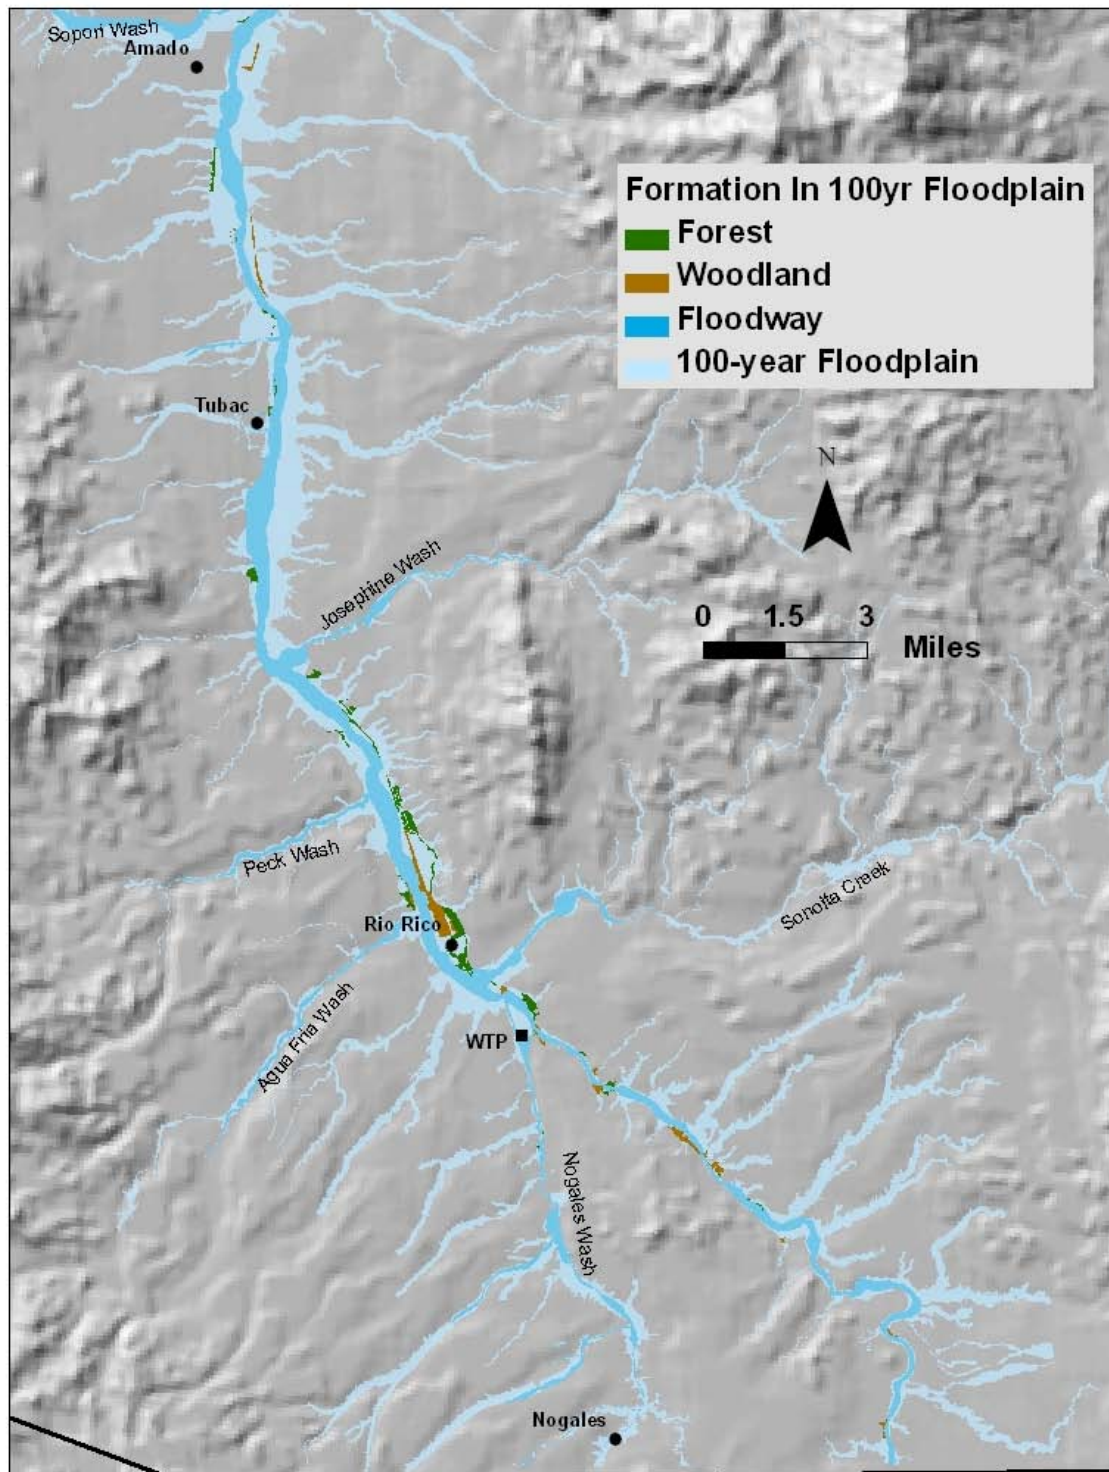 Sopori Wash
Amado
Formation In 100yr Floodplain
Forest
Woodland
Floodway
100-year Floodplain
Tubac
N
Josephine Wash
0 1.5 3
Miles
Peck Wash
Sonoita Creek
Rio Rico
Agua Fria Wash
WTP
Nogales Wash
Nogales